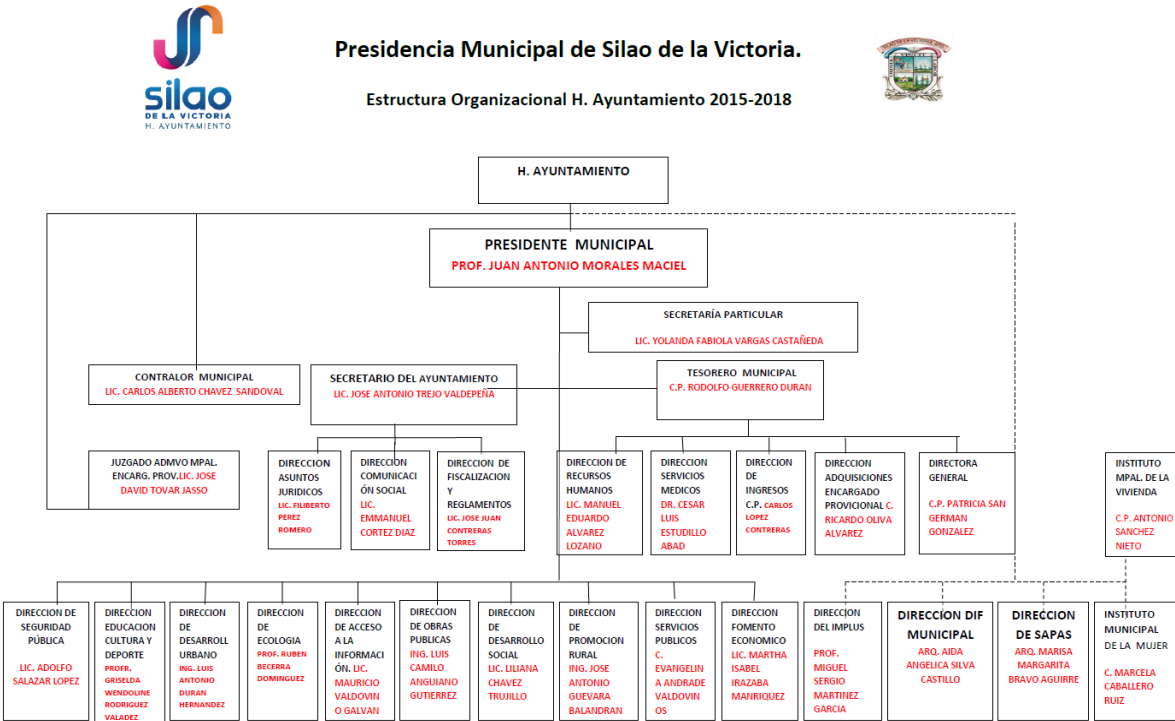 silao
DE LA VICTORIA
H. AYUNTAMIENTO
Presidencia Municipal de Silao de la Victoria.
Estructura Organizacional H. Ayuntamiento 2015-2018
H. AYUNTAMIENTO
PRESIDENTE MUNICIPAL
PROF. JUAN ANTONIO MORALES MACIEL
SECRETARÍA PARTICULAR
LIC. YOLANDA FABIOLA VARGAS CASTAÑEDA
CONTRALOR MUNICIPAL
LIC. CARLOS ALBERTO CHAVEZ SANDOVAL
SECRETARIO DEL AYUNTAMIENTO
LIC. JOSE ANTONIO TREJO VALDEPEÑA
TESORERO MUNICIPAL
C.P. RODOLFO GUERRERO DURAN
JUZGADO ADMVO MPAL.
ENCARG. PROV.LIC. JOSE
DAVID TOVAR JASSO
DIRECCION
ASUNTOS
JURIDICOS
LIC. FILIBERTO
PEREZ
ROMERO
DIRECCION
COMUNICACI
ÓN SOCIAL
LIC.
EMMANUEL
CORTEZ DIAZ
DIRECCION DE
FISCALIZACION
Y
REGLAMENTOS
LIC. JOSE JUAN
CONTRERAS
TORRES
DIRECCION DE
RECURSOS
HUMANOS
LIC. MANUEL
EDUARDO
ALVAREZ
LOZANO
DIRECCION
SERVICIOS
MEDICOS
DR. CESAR
LUIS
ESTUDILLO
ABAD
DIRECCION
DE
INGRESOS
C.P. CARLOS
LOPEZ
CONTRERAS
DIRECCION
ADQUISICIONES
ENCARGADO
PROVISIONAL C.
RICARDO OLIVA
ALVAREZ
DIRECTORA
GENERAL
C.P. PATRICIA SAN
GERMAN
GONZALEZ
INSTITUTO
MPAL. DE LA
VIVIENDA
C.P. ANTONIO
SANCHEZ
NIETO
DIRECCION DE
SEGURIDAD
PÚBLICA
LIC. ADOLFO
SALAZAR LOPEZ
DIRECCION
EDUCACION
CULTURA Y
DEPORTE
PROFR.
GRISELDA
WENDOLINE
RODRIGUEZ
VALADEZ
DIRECCION
DE
DESARROLL
URBANO
ING. LUIS
ANTONIO
DURAN
HERNANDEZ
DIRECCION
DE
ECOLOGIA
PROF. RUBEN
BECERRA
DOMINGUEZ
DIRECCION
DE ACCESO
A LA
INFORMACI
ÓN. LIC.
MAURICIO
VALDOVIN
O GALVAN
DIRECCION
DE OBRAS
PUBLICAS
ING. LUIS
CAMILO
ANGUIANO
GUTIERREZ
DIRECCION
DE
DESARROLLO
SOCIAL
LIC. LILIANA
CHAVEZ
TRUJILLO
DIRECCION
DE
PROMOCION
RURAL
ING. JOSE
ANTONIO
GUEVARA
BALANDRAN
DIRECCION
SERVICIOS
PUBLICOS
C.
EVANGELIN
A ANDRADE
VALDOVIN
OS
DIRECCION
FOMENTO
ECONOMICO
LIC. MARTHA
ISABEL
IRAZABA
MANRIQUEZ
DIRECCION
DEL IMPLUS
PROF.
MIGUEL
SERGIO
MARTINEZ
GARCIA
DIRECCION DIF
MUNICIPAL
ARQ. AIDA
ANGELICA SILVA
CASTILLO
DIRECCION
DE SAPAS
ARQ. MARISA
MARGARITA
BRAVO AGUIRRE
INSTITUTO
MUNICIPAL
DE LA MUJER
C. MARCELA
CABALLERO
RUIZ